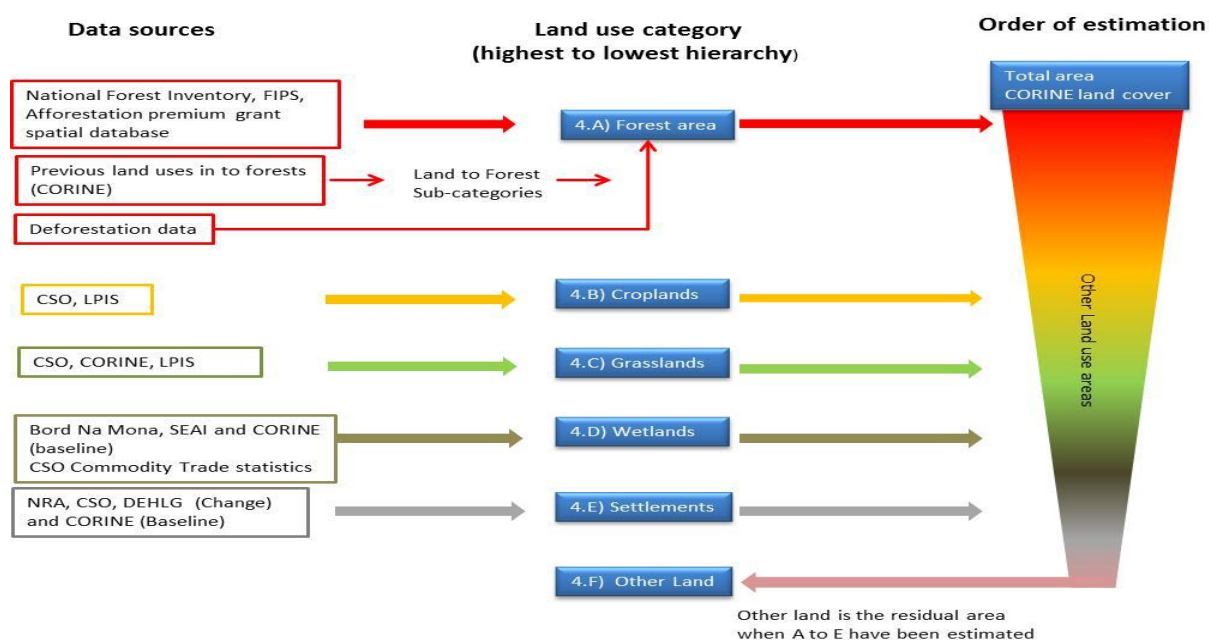 Data sources
Land use category
(highest to lowest hierarchy)
Order of estimation
Total area
CORINE land cover
National Forest Inventory, FIPS,
Afforestation premium grant
spatial database
4.A) Forest area
Previous land uses in to forests
(CORINE)
Land to Forest
Sub-categories
Deforestation data
CSO, LPIS
4.B) Croplands
CSO, CORINE, LPIS
4.C) Grasslands
Bord Na Mona, SEAI and CORINE
(baseline)
CSO Commodity Trade statistics
4.D) Wetlands
NRA, CSO, DEHLG (Change)
and CORINE (Baseline)
4.E) Settlements
4.F) Other Land
Other Land use areas
Other land is the residual area
when A to E have been estimated